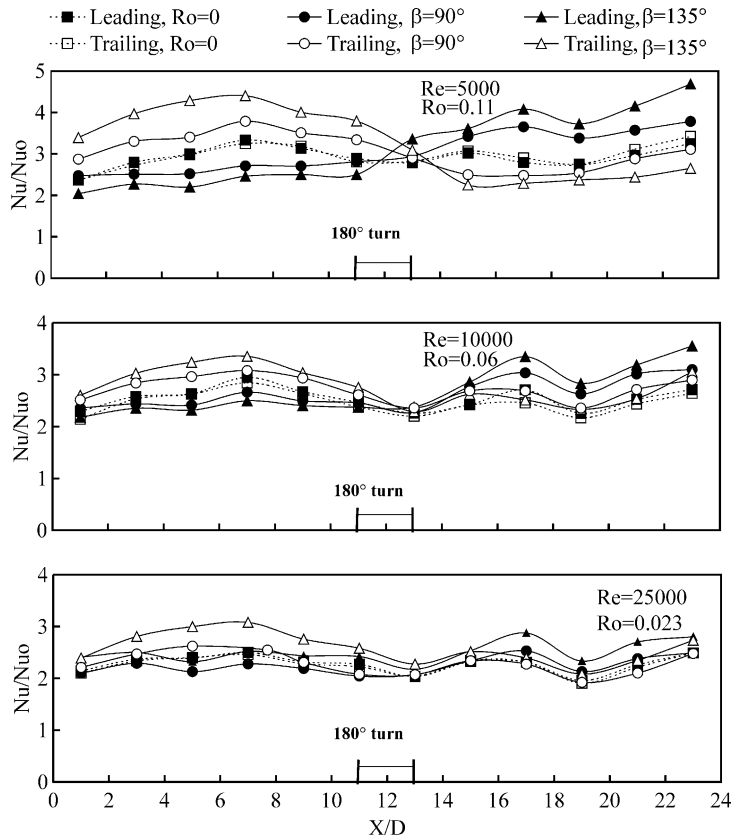 Leading, Ro=0 Leading, β=90° Leading,β=135°
Trailing, Ro=0 Trailing, β=90° Trailing, β=135°
5
4
3
2
1
0
Nu/Nuo
Re=5000
Ro=0.11
180° turn
4
3
2
1
0
Nu/Nuo
Re=10000
Ro=0.06
180° turn
4
3
2
1
0
Nu/Nuo
Re=25000
Ro=0.023
180° turn
0 2 4 6 8 10 12 14 16 18 20 22 24
X/D